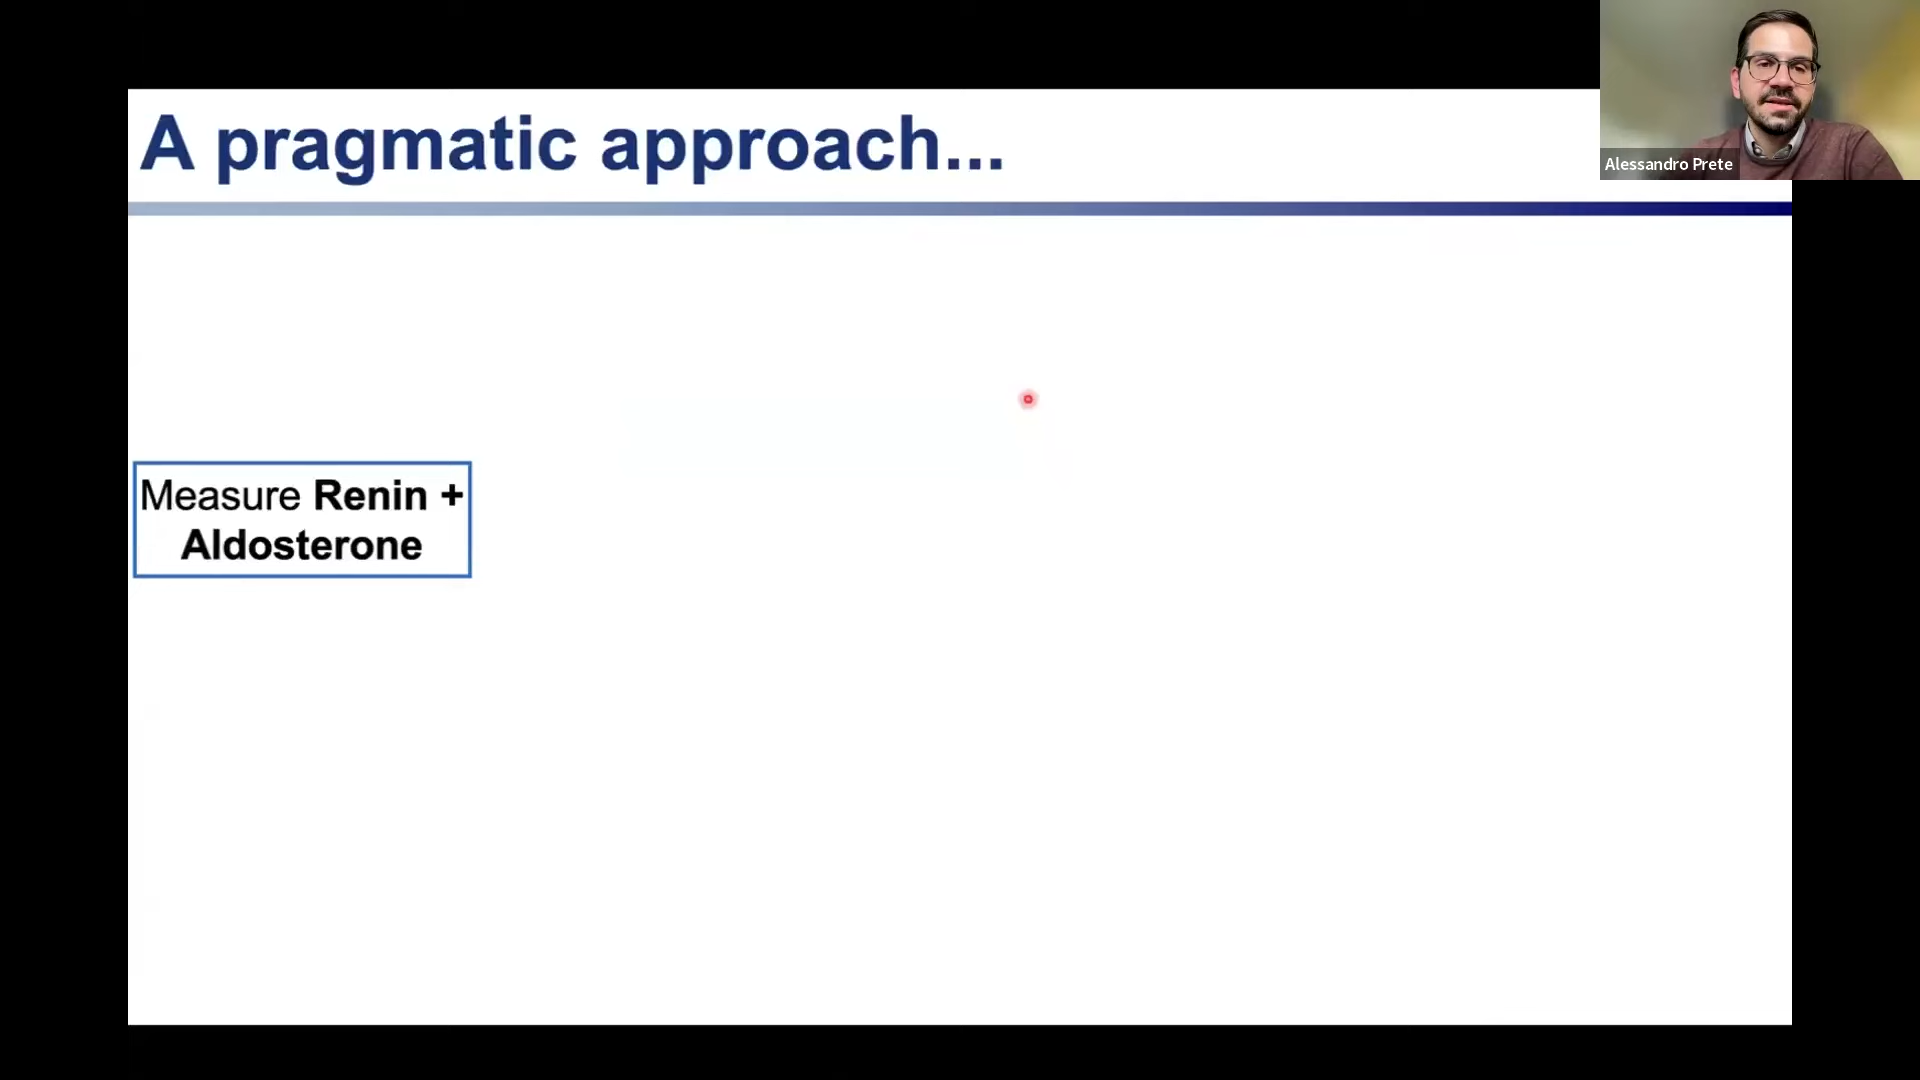 A pragmatic approach...
Alessandro Prete
Measure Renin +
Aldosterone